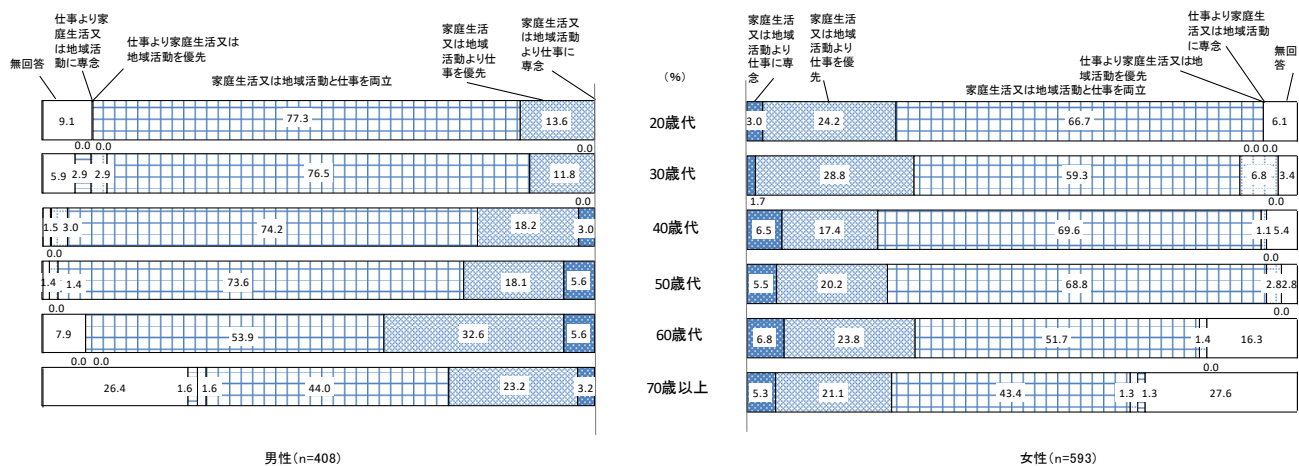 無回答
仕事より家
庭生活又
は地域活
動に専念
仕事より家庭生活又は
地域活動を優先
家庭生活又は地域活動と仕事を両立
家庭生活
又は地域
活動より仕
事を優先
家庭生活又
は地域活動
より仕事に
専念
(%)
家庭生活
又は地域
活動より
仕事に専
念
家庭生活
又は地域
活動より
仕事を優
先
家庭生活又は地域活動と仕事を両立
仕事より家庭生活又は地
域活動を優先
仕事より家庭生
活又は地域活動
に専念
無回
答
9.1
77.3
13.6
20歳代
3.0
24.2
66.7
6.1
0.0 0.0
0.0
0.0 0.0
5.9
2.9
2.9
76.5
11.8
30歳代
28.8
59.3
6.8
3.4
0.0
1.7
0.0
1.5
3.0
74.2
18.2
3.0
40歳代
6.5
17.4
69.6
1.1
5.4
0.0
0.0
1.4
1.4
73.6
18.1
5.6
50歳代
5.5
20.2
68.8
2.8
2.8
0.0
0.0
7.9
53.9
32.6
5.6
60歳代
6.8
23.8
51.7
1.4
16.3
0.0 0.0
0.0
26.4
1.6
1.6
44.0
23.2
3.2
70歳以上
5.3
21.1
43.4
1.3
1.3
27.6
男性(n=408)
女性(n=593)